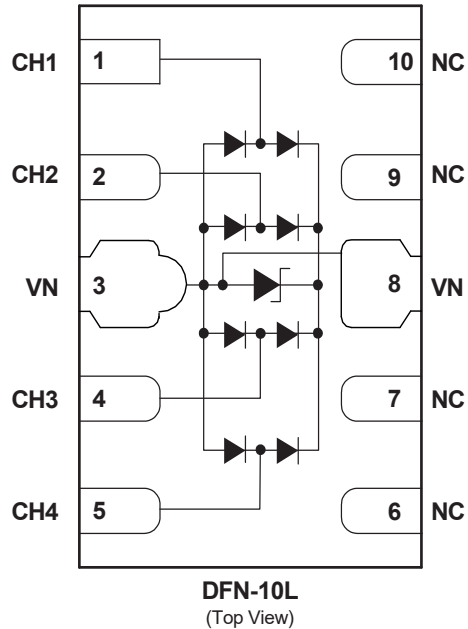 CH1 1 10 NC
CH2 2 9 NC
VN 3 8 VN
CH3 4 7 NC
CH4 5 6 NC
DFN-10L
(Top View)